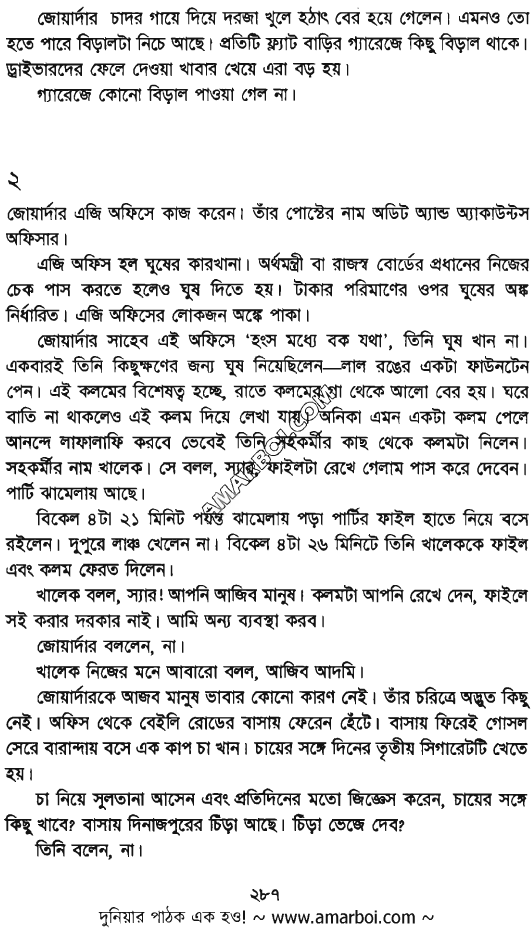 জোয়ার্দার চাদর গায়ে দিয়ে দরজা খুলে হঠাৎ বের হয়ে গেলেন। এমনও তো
হতে পারে বিড়ালটা নিচে আছে। প্রতিটি ফ্ল্যাট বাড়ির গ্যারেজে কিছু বিড়াল থাকে।
ড্রাইভারদের ফেলে দেওয়া খাবার খেয়ে এরা বড় হয়।
গ্যারেজে কোনো বিড়াল পাওয়া গেল না।
২
জোয়ার্দার এজি অফিসে কাজ করেন। তাঁর পোস্টের নাম অডিট অ্যান্ড অ্যাকাউন্টস
অফিসার।
এজি অফিস হল ঘুষের কারখানা। অর্থমন্ত্রী বা রাজস্ব বোর্ডের প্রধানের নিজের
চেক পাস করতে হলেও ঘুষ দিতে হয়। টাকার পরিমাণের ওপর ঘুষের অঙ্ক
নির্ধারিত। এজি অফিসের লোকজন অঙ্কে পাকা।
জোয়ার্দার সাহেব এই অফিসে ‘হংস মধ্যে বক যথা’, তিনি ঘুষ খান না।
একবারই তিনি কিছুক্ষণের জন্য ঘুষ নিয়েছিলেন—লাল রঙের একটা ফাউনটেন
পেন। এই কলমের বিশেষত্ব হচ্ছে, রাতে কলমের গা থেকে আলো বের হয়। ঘরে
বাতি না থাকলেও এই কলম দিয়ে লেখা যায়। অনিকা এমন একটা কলম পেলে
আনন্দে লাফালাফি করবে ভেবেই তিনি সহকর্মীর কাছ থেকে কলমটা নিলেন।
সহকর্মীর নাম খালেক। সে বলল, স্যার, ফাইলটা রেখে গেলাম পাস করে দেবেন।
পার্টি ঝামেলায় আছে।
বিকেল ৪টা ২১ মিনিট পর্যন্ত ঝামেলায় পড়া পার্টির ফাইল হাতে নিয়ে বসে
রইলেন। দুপুরে লাঞ্চ খেলেন না। বিকেল ৪টা ২৬ মিনিটে তিনি খালেককে ফাইল
এবং কলম ফেরত দিলেন।
খালেক বলল, স্যার! আপনি আজিব মানুষ। কলমটা আপনি রেখে দেন, ফাইলে
সই করার দরকার নাই। আমি অন্য ব্যবস্থা করব।
জোয়ার্দার বললেন, না।
খালেক নিজের মনে আবারো বলল, আজিব আদমি।
জোয়ার্দারকে আজব মানুষ ভাবার কোনো কারণ নেই। তাঁর চরিত্রে অদ্ভুত কিছু
নেই। অফিস থেকে বেইলি রোডের বাসায় ফেরেন হেঁটে। বাসায় ফিরেই গোসল
সেরে বারান্দায় বসে এক কাপ চা খান। চায়ের সঙ্গে দিনের তৃতীয় সিগারেটটি খেতে
হয়।
চা নিয়ে সুলতানা আসেন এবং প্রতিদিনের মতো জিজ্ঞেস করেন, চায়ের সঙ্গে
কিছু খাবে? বাসায় দিনাজপুরের চিঁড়া আছে। চিঁড়া ভেজে দেব?
তিনি বলেন, না।
২৮৭
দুনিয়ার পাঠক এক হও! ~ www.amarboi.com ~
AMARBOI.COM